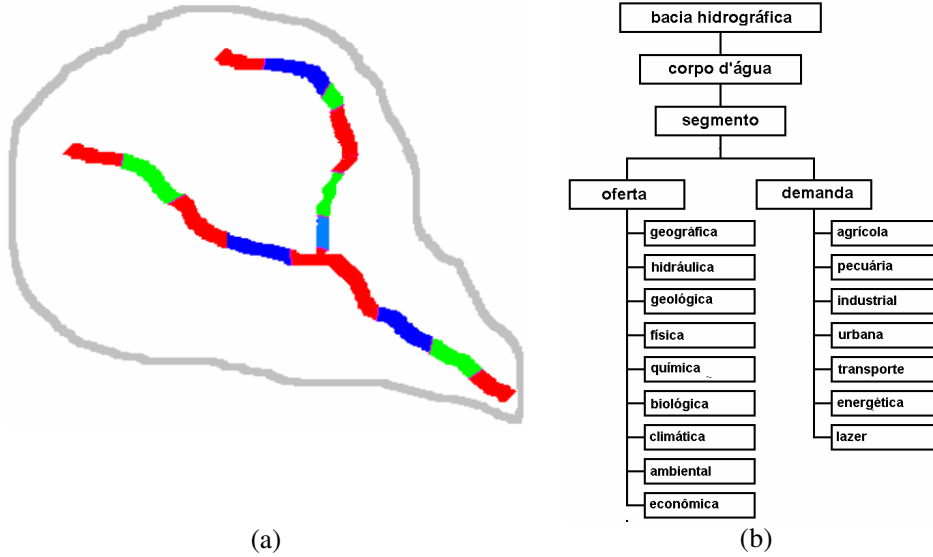 bacia hidrográfica
corpo d'água
segmento
oferta
demanda
geográfica
hidráulica
geológica
física
química
biológica
climática
ambiental
econômica
agrícola
pecuária
industrial
urbana
transporte
energética
lazer
(a)
(b)